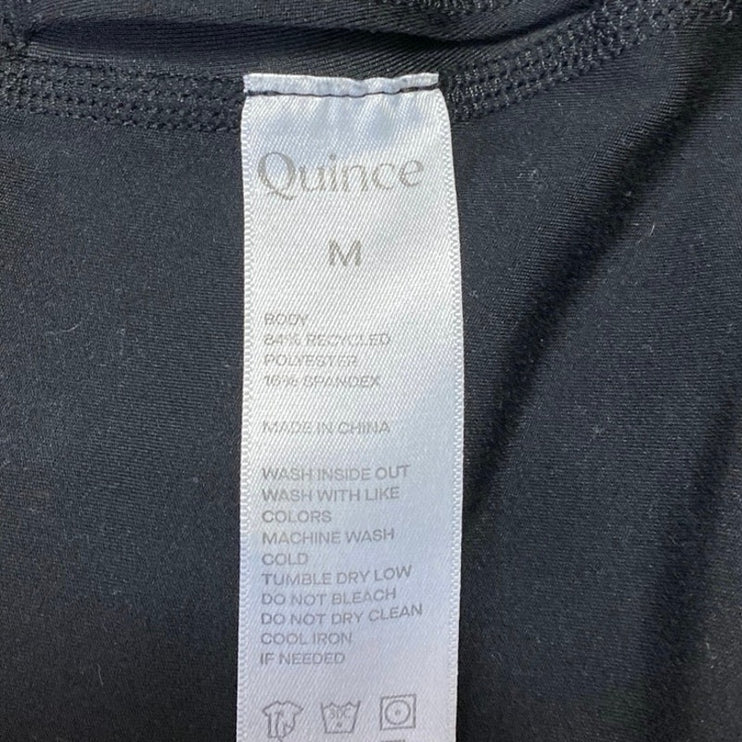 Quince
M
BODY
84% RECYCLED
POLYESTER
16% SPANDEX
MADE IN CHINA
WASH INSIDE OUT
WASH WITH LIKE
COLORS
MACHINE WASH
COLD
TUMBLE DRY LOW
DO NOT BLEACH
DO NOT DRY CLEAN
COOL IRON
IF NEEDED